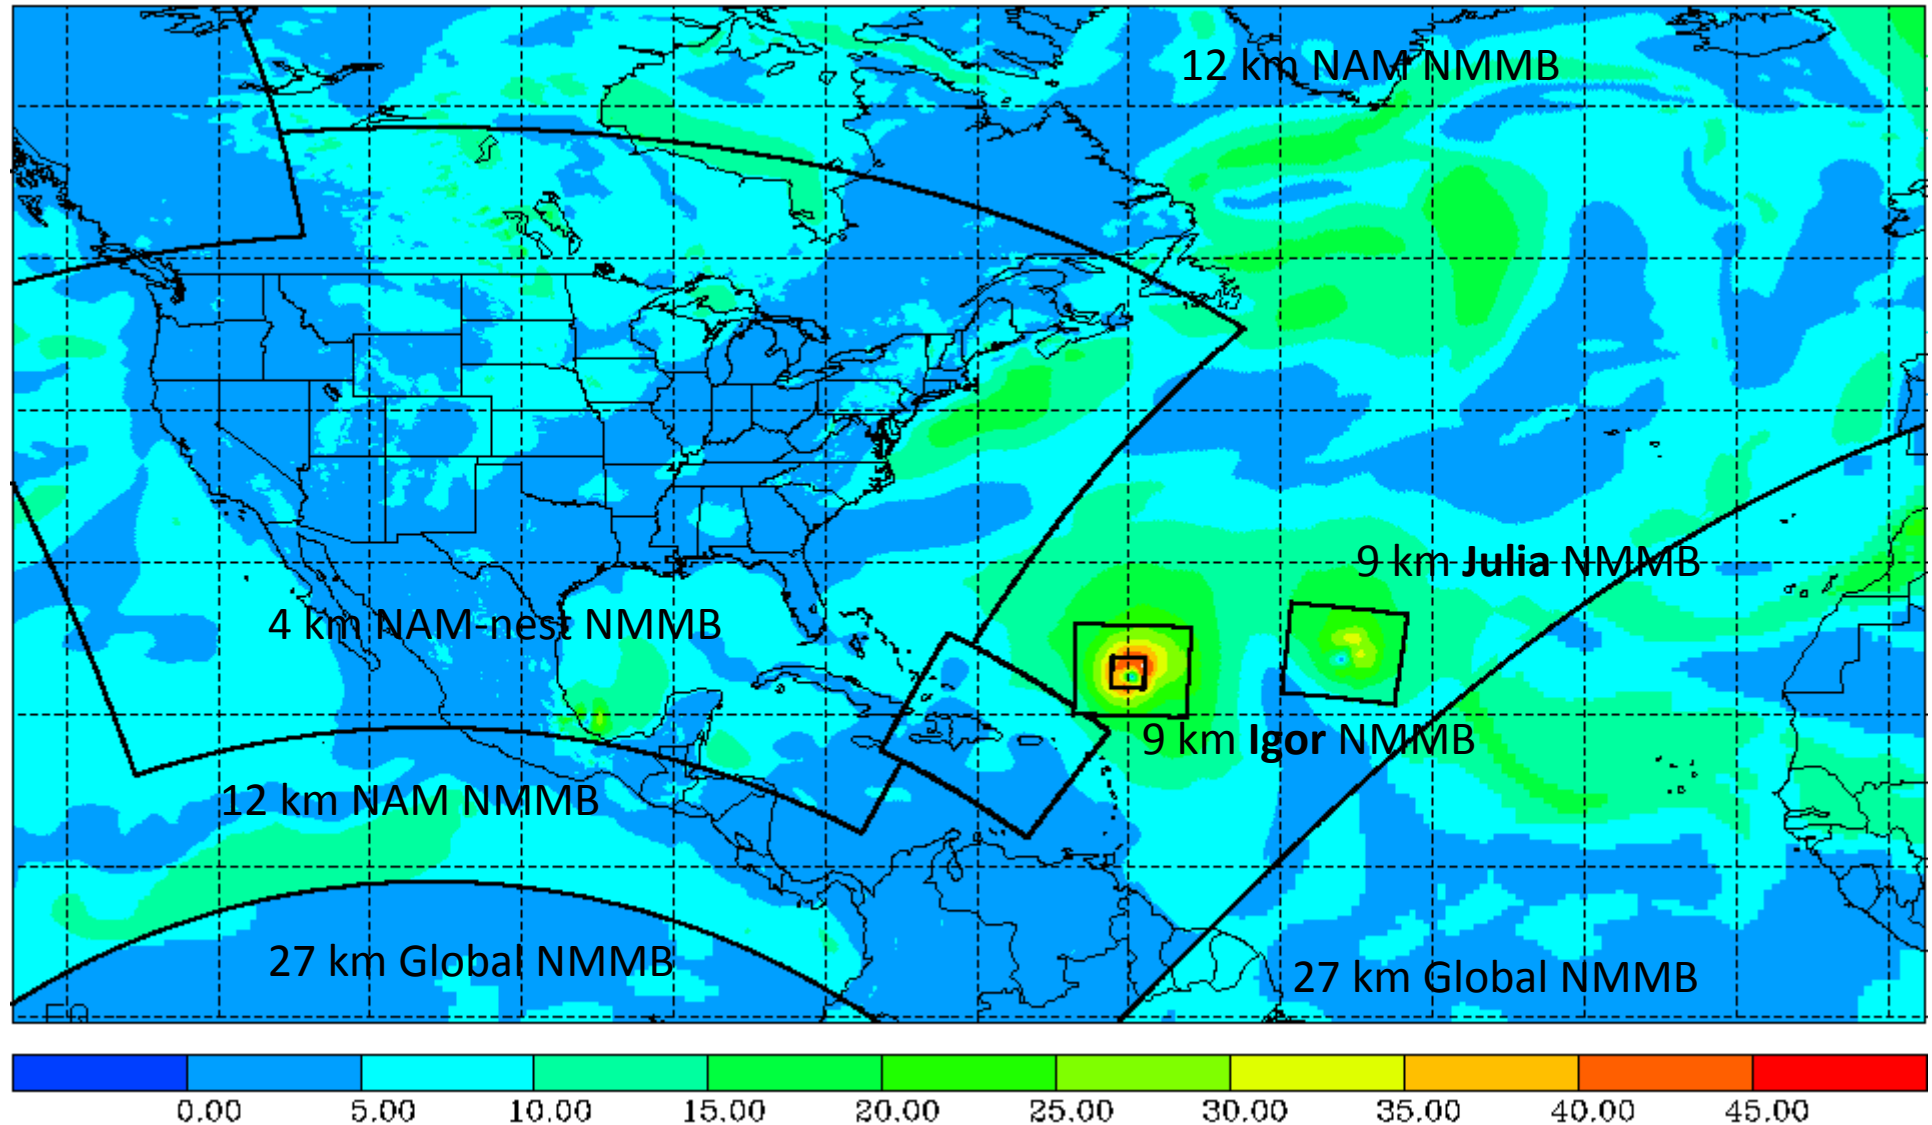 12 km NAM NMMB
9 km Julia NMMB
4 km NAM-nest NMMB
9 km Igor NMMB
12 km NAM NMMB
27 km Global NMMB
27 km Global NMMB
0.00 5.00 10.00 15.00 20.00 25.00 30.00 35.00 40.00 45.00